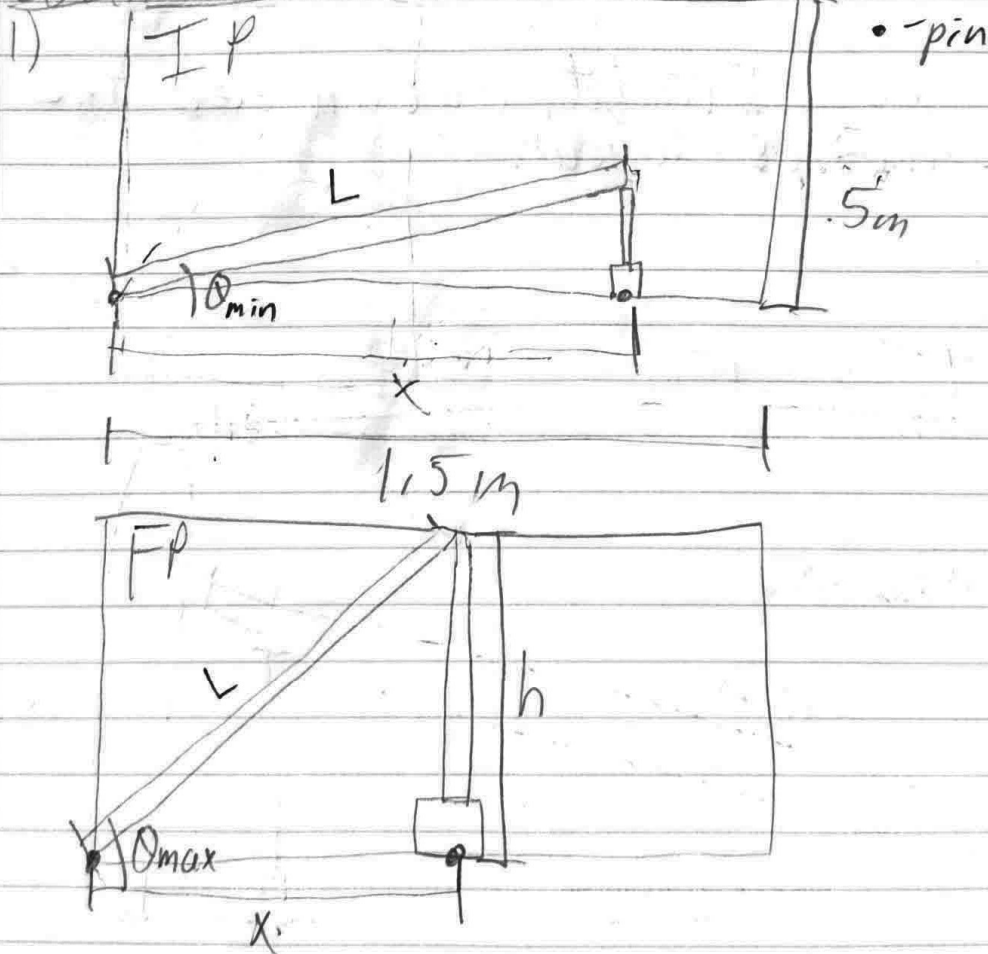 1) IP • -pin
L
.5m
θmin
x
1.5m
FP
L
h
θmax
x